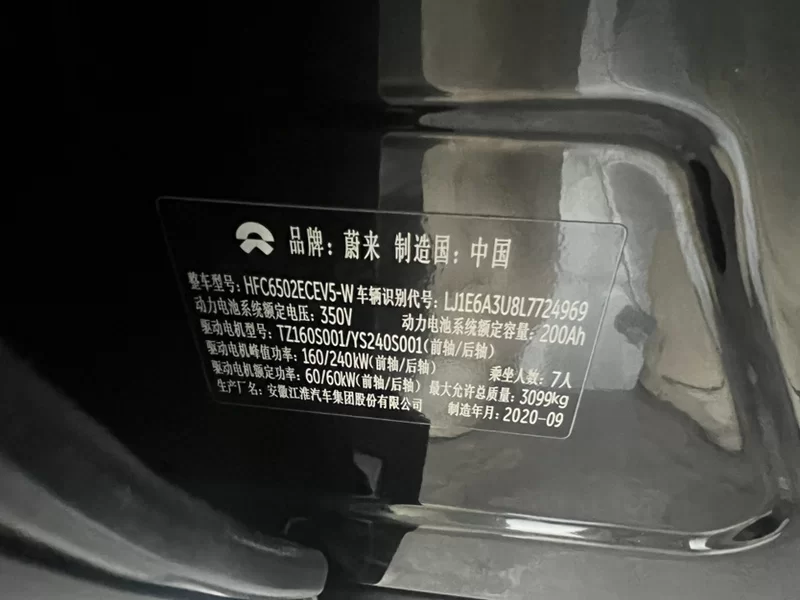 品牌：蔚来 制造国：中国
整车型号：HFC6502ECEV5-W 车辆识别代号：LJ1E6A3U8L7724969
动力电池系统额定电压：350V 动力电池系统额定容量：200Ah
驱动电机型号：TZ160S001/YS240S001(前轴/后轴)
驱动电机峰值功率：160/240kW(前轴/后轴) 乘坐人数：7人
驱动电机额定功率：60/60kW(前轴/后轴) 最大允许总质量：3099kg
生产厂名：安徽江淮汽车集团股份有限公司 制造年月：2020-09